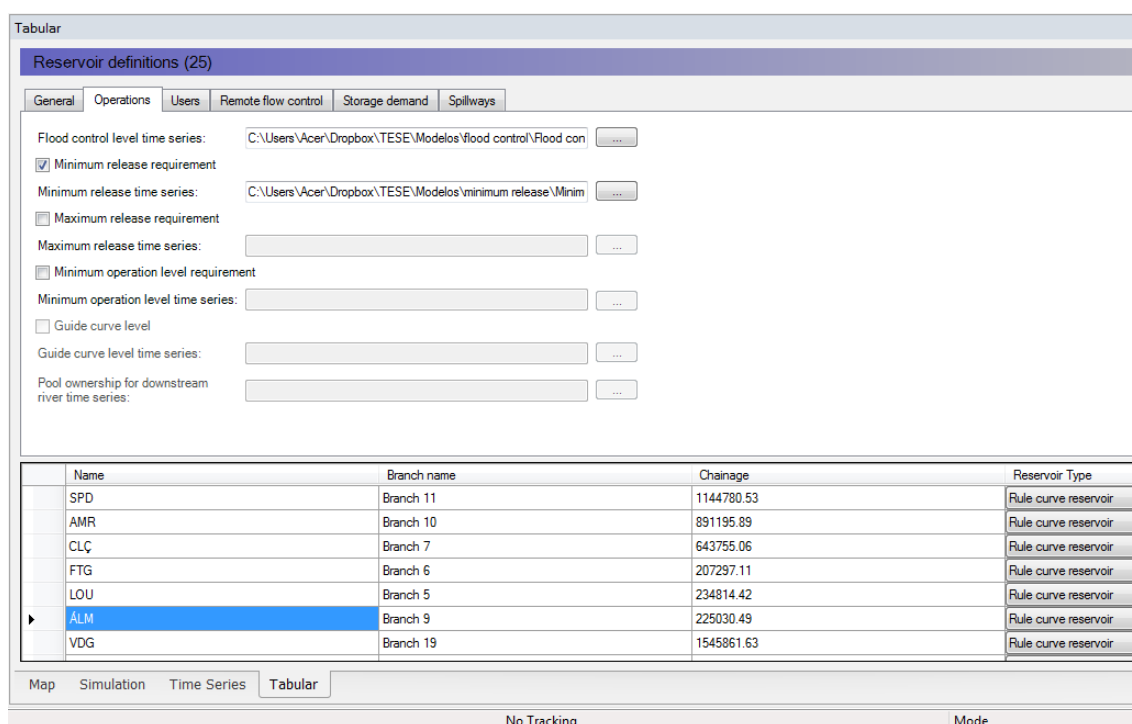 Tabular
Reservoir definitions (25)
General Operations Users Remote flow control Storage demand Spillways
Flood control level time series: C:\Users\Acer\Dropbox\TESE\Modelos\flood control\Flood con ...
Minimum release requirement
Minimum release time series: C:\Users\Acer\Dropbox\TESE\Modelos\minimum release\Minim ...
Maximum release requirement
Maximum release time series: ...
Minimum operation level requirement
Minimum operation level time series: ...
Guide curve level
Guide curve level time series: ...
Pool ownership for downstream
river time series: ...
Name Branch name Chainage Reservoir Type
SPD Branch 11 1144780.53 Rule curve reservoir
AMR Branch 10 891195.89 Rule curve reservoir
CLÇ Branch 7 643755.06 Rule curve reservoir
FTG Branch 6 207297.11 Rule curve reservoir
LOU Branch 5 234814.42 Rule curve reservoir
ÁLM Branch 9 225030.49 Rule curve reservoir
VDG Branch 19 1545861.63 Rule curve reservoir
Map Simulation Time Series Tabular
No Tracking Mode